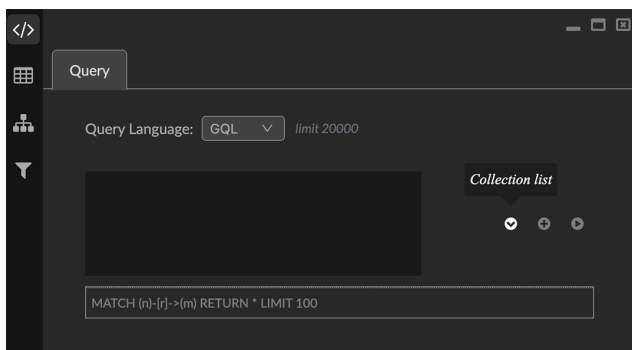 </>
Query
Query Language: GQL limit 20000
Collection list
MATCH (n)-[r]->(m) RETURN * LIMIT 100